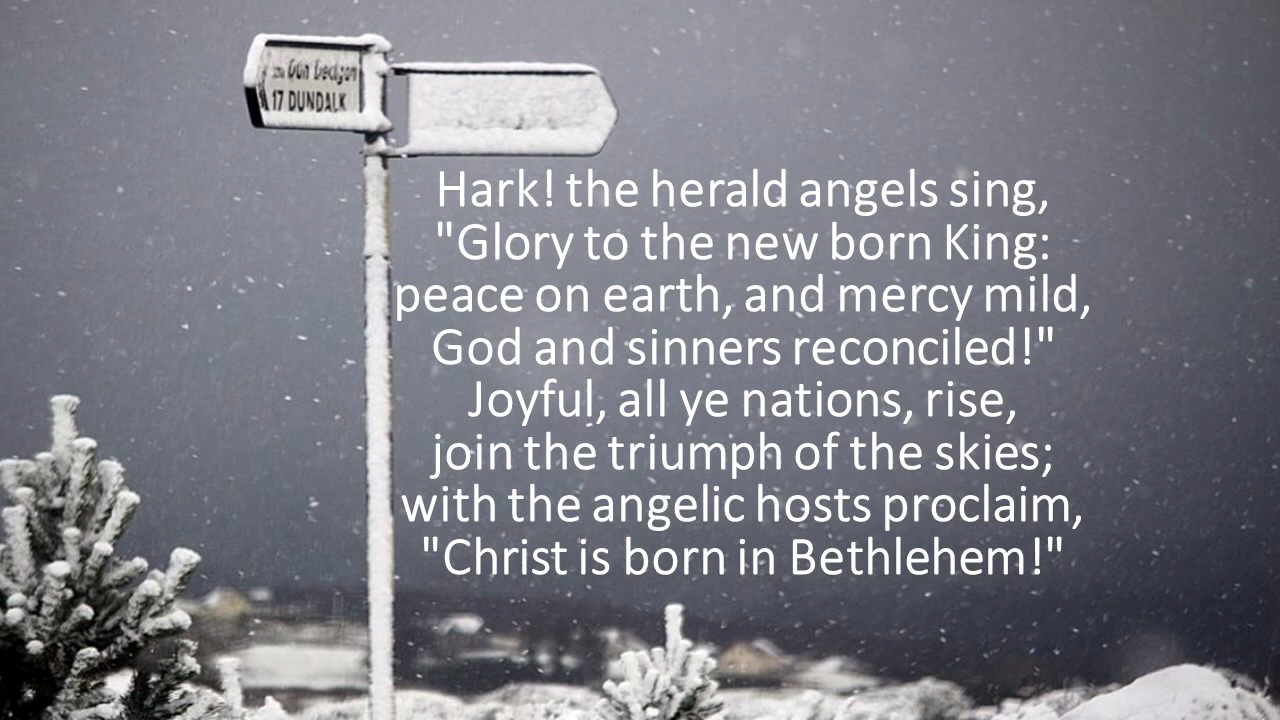 Dún Dealgan
17 DUNDALK
Hark! the herald angels sing,
"Glory to the new born King:
peace on earth, and mercy mild,
God and sinners reconciled!"
Joyful, all ye nations, rise,
join the triumph of the skies;
with the angelic hosts proclaim,
"Christ is born in Bethlehem!"